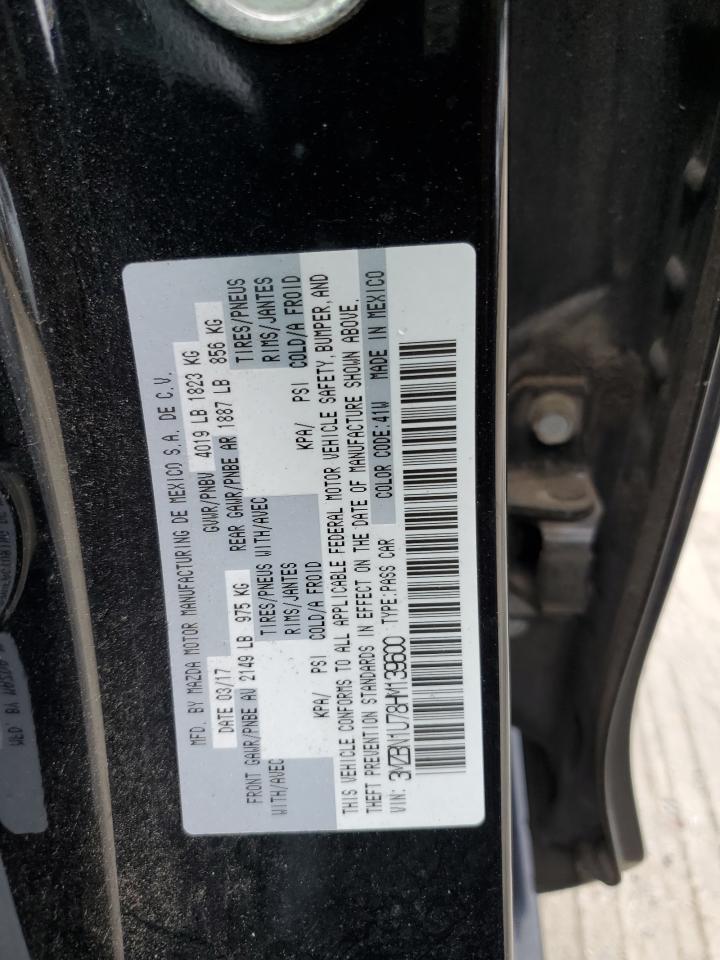 MFD. BY MAZDA MOTOR MANUFACTURING DE MEXICO S.A. DE C.V.
DATE 03/17 GVWR/PNBV 4019 LB 1823 KG
FRONT GAWR/PNBE AV 2149 LB 975 KG REAR GAWR/PNBE AR 1887 LB 856 KG
WITH/AVEC TIRES/PNEUS WITH/AVEC TIRES/PNEUS
RIMS/JANTES RIMS/JANTES
KPA/ PSI COLD/A FROID KPA/ PSI COLD/A FROID
THIS VEHICLE CONFORMS TO ALL APPLICABLE FEDERAL MOTOR VEHICLE SAFETY, BUMPER, AND
THEFT PREVENTION STANDARDS IN EFFECT ON THE DATE OF MANUFACTURE SHOWN ABOVE.
VIN: 3MZBN1U78HM139600 TYPE:PASS CAR COLOR CODE:41W MADE IN MEXICO